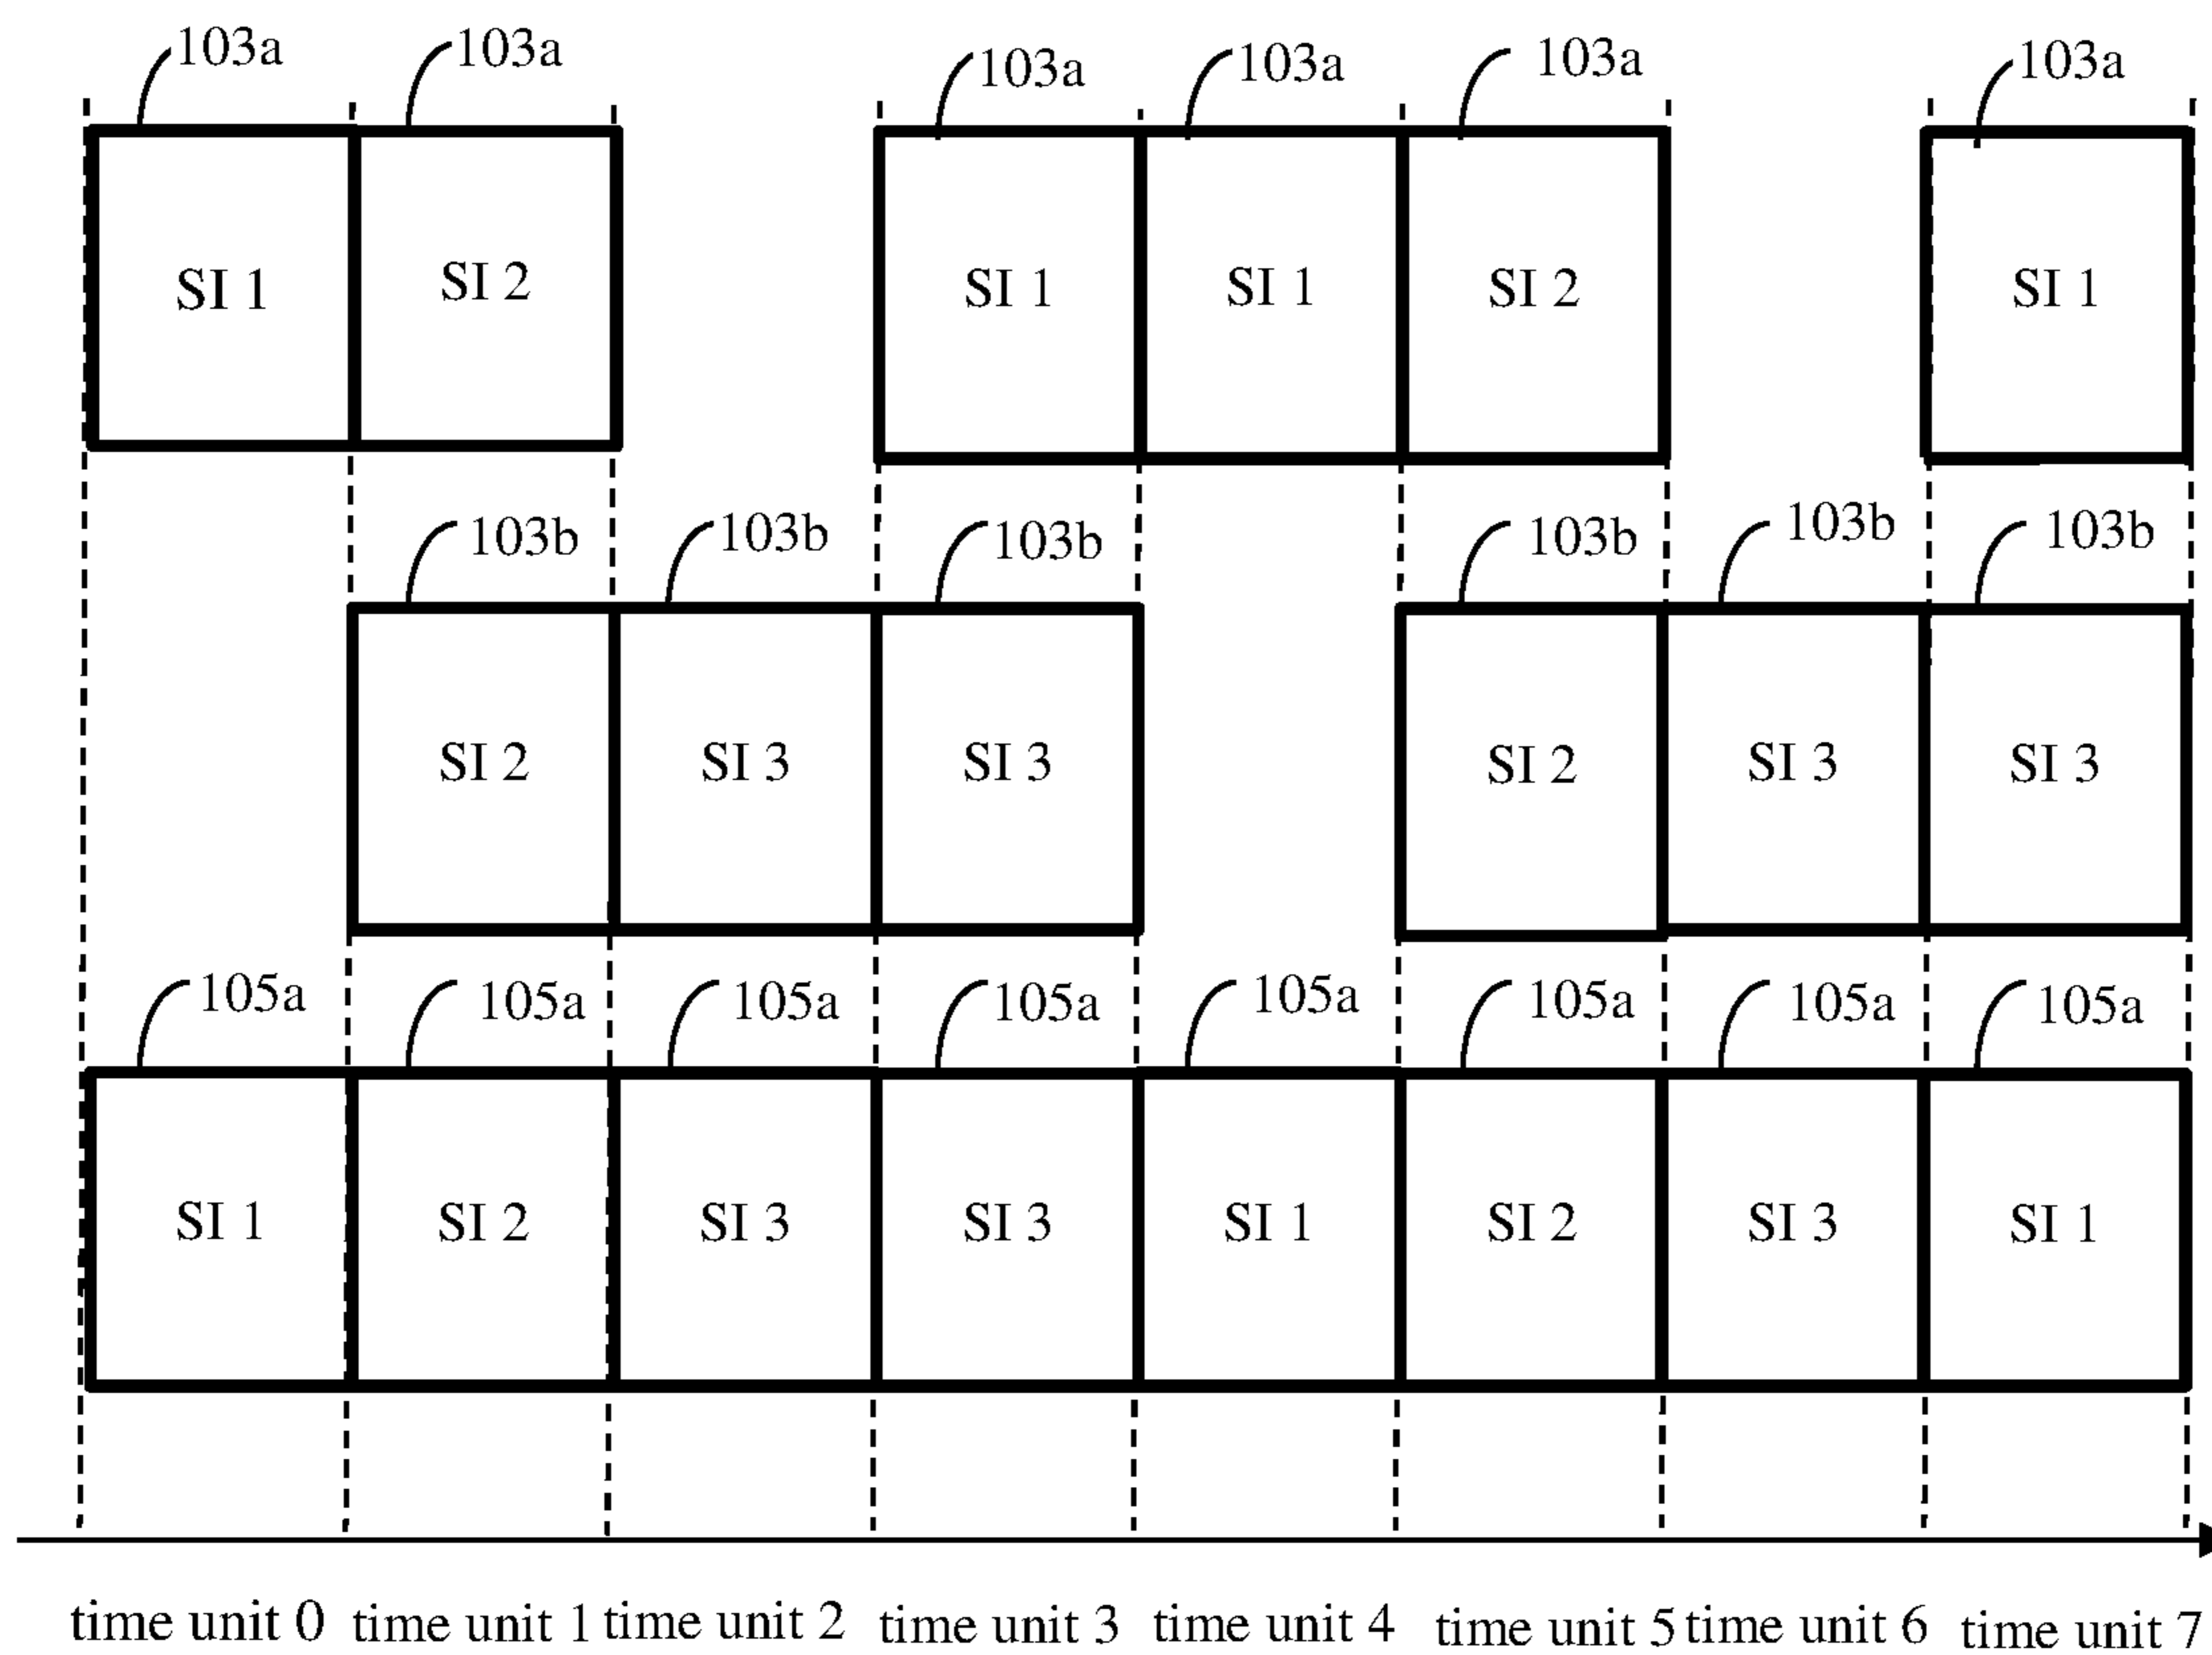 103a 103a 103a 103a 103a 103a
SI 1 SI 2 SI 1 SI 1 SI 2 SI 1
103b 103b 103b 103b 103b 103b
SI 2 SI 3 SI 3 SI 2 SI 3 SI 3
105a 105a 105a 105a 105a 105a 105a 105a
SI 1 SI 2 SI 3 SI 3 SI 1 SI 2 SI 3 SI 1
time unit 0 time unit 1 time unit 2 time unit 3 time unit 4 time unit 5 time unit 6 time unit 7